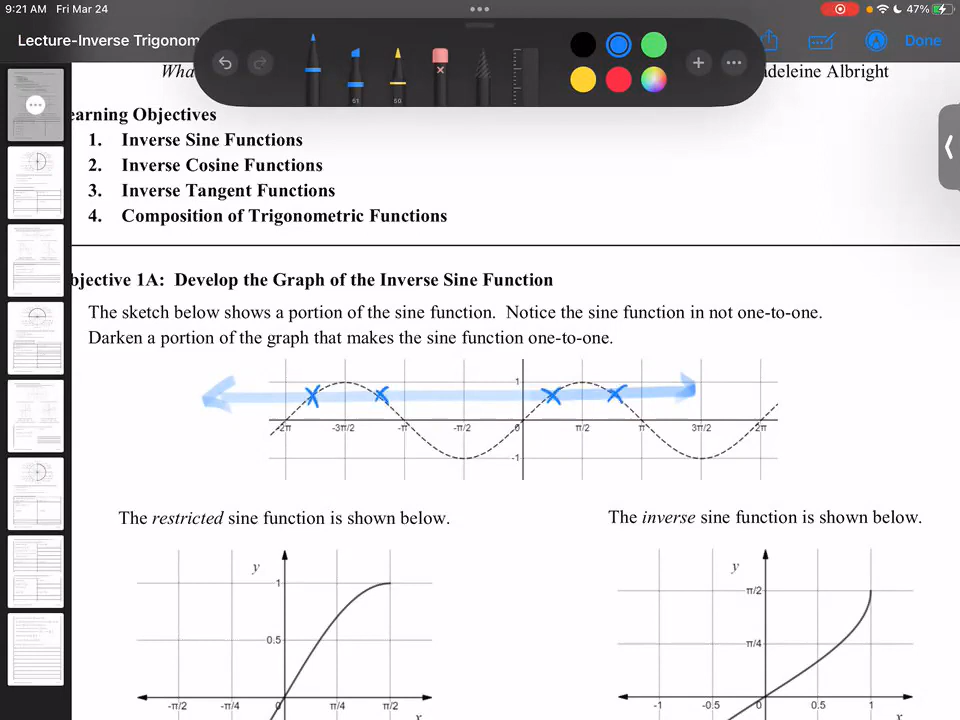 9:21 AM Fri Mar 24
47%
Lecture-Inverse Trigonom
Done
61
50
Wha
deleine Albright
earning Objectives
1. Inverse Sine Functions
2. Inverse Cosine Functions
3. Inverse Tangent Functions
4. Composition of Trigonometric Functions
bjective 1A: Develop the Graph of the Inverse Sine Function
The sketch below shows a portion of the sine function. Notice the sine function in not one-to-one.
Darken a portion of the graph that makes the sine function one-to-one.
1
-2π -3π/2 -π -π/2 0 π/2 π 3π/2 2π
-1
The restricted sine function is shown below.
The inverse sine function is shown below.
y
1
0.5
-π/2 -π/4 0 π/4 π/2
x
y
π/2
π/4
-1 -0.5 0 0.5 1
x